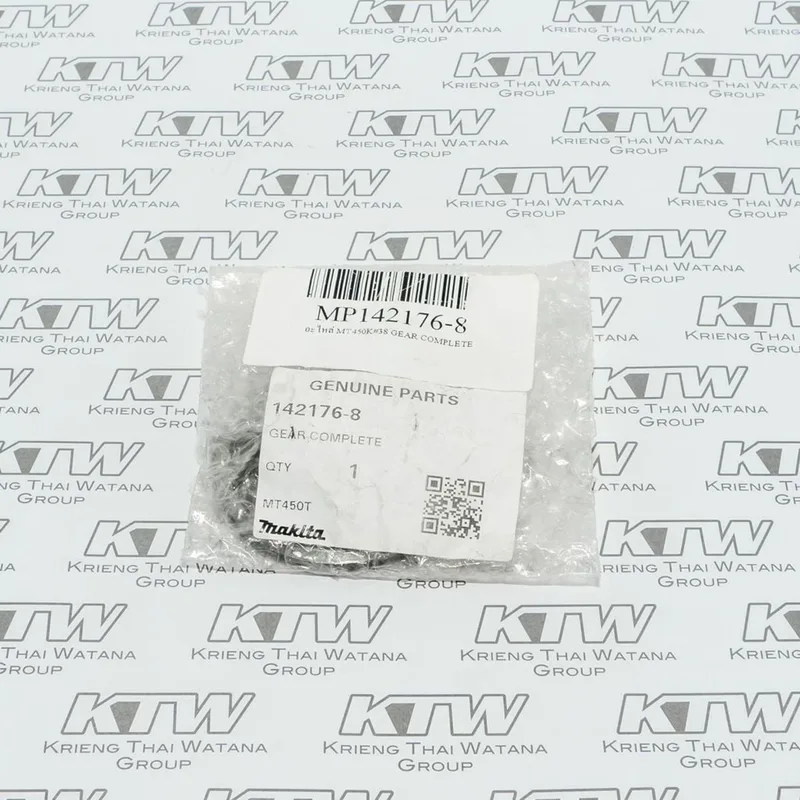 MP142176-8
อะไหล่ MT450K#38 GEAR COMPLETE
GENUINE PARTS
142176-8
GEAR COMPLETE
QTY 1
MT450T
makita
KTW
KRIENG THAI WATANA
GROUP